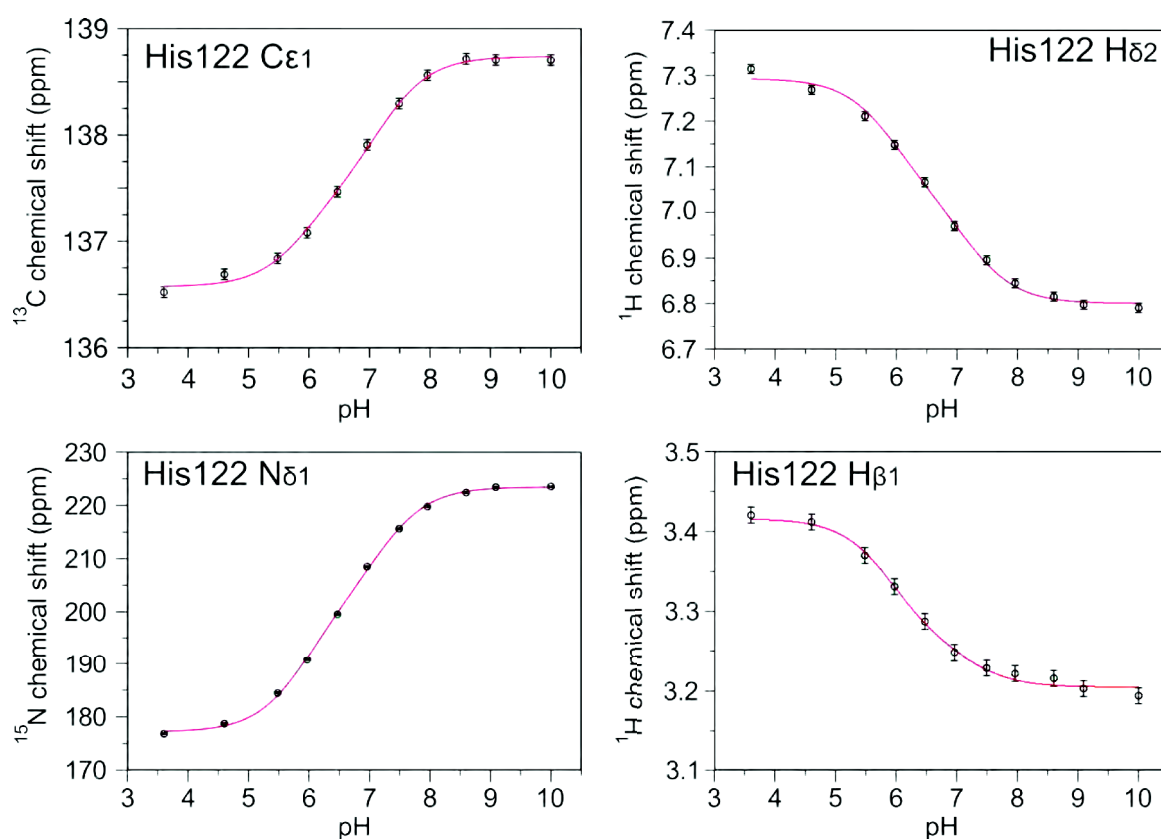 His122 Cε1
¹³C chemical shift (ppm)
139
138
137
136
3 4 5 6 7 8 9 10
pH
His122 Hδ2
¹H chemical shift (ppm)
7.4
7.3
7.2
7.1
7.0
6.9
6.8
6.7
3 4 5 6 7 8 9 10
pH
His122 Nδ1
¹⁵N chemical shift (ppm)
230
220
210
200
190
180
170
3 4 5 6 7 8 9 10
pH
His122 Hβ1
¹H chemical shift (ppm)
3.5
3.4
3.3
3.2
3.1
3 4 5 6 7 8 9 10
pH